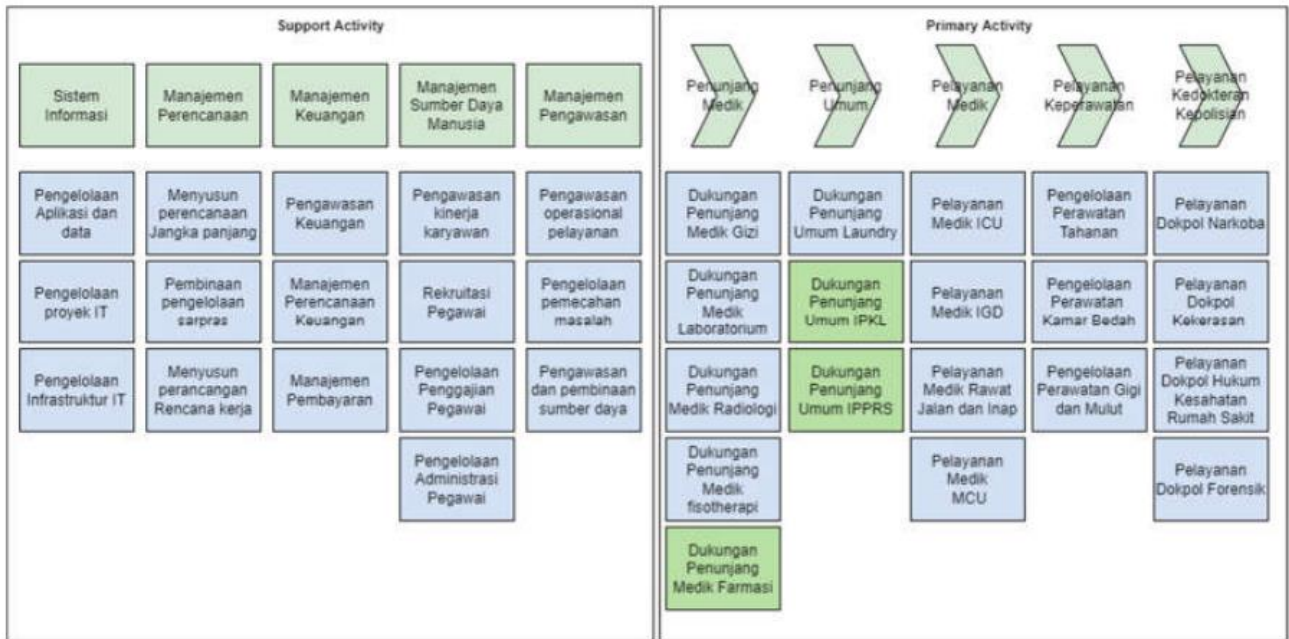 Support Activity
Sistem
Informasi
Manajemen
Perencanaan
Manajemen
Keuangan
Manajemen
Sumber Daya
Manusia
Manajemen
Pengawasan
Pengelolaan
Aplikasi dan
data
Menyusun
perencanaan
Jangka panjang
Pengawasan
Keuangan
Pengawasan
kinerja
karyawan
Pengawasan
operasional
pelayanan
Pengelolaan
proyek IT
Pembinaan
pengelolaan
sarpras
Manajemen
Perencanaan
Keuangan
Rekruitasi
Pegawai
Pengelolaan
pemecahan
masalah
Pengelolaan
Infrastruktur IT
Menyusun
perancangan
Rencana kerja
Manajemen
Pembayaran
Pengelolaan
Penggajian
Pegawai
Pengawasan
dan pembinaan
sumber daya
Pengelolaan
Administrasi
Pegawai
Primary Activity
Penunjang
Medik
Penunjang
Umum
Pelayanan
Medik
Pelayanan
Keperawatan
Pelayanan
Kedokteran
Kepolisian
Dukungan
Penunjang
Medik Gizi
Dukungan
Penunjang
Umum Laundry
Pelayanan
Medik ICU
Pengelolaan
Perawatan
Tahanan
Pelayanan
Dokpol Narkoba
Dukungan
Penunjang
Medik
Laboratorium
Dukungan
Penunjang
Umum IPKL
Pelayanan
Medik IGD
Pengelolaan
Perawatan
Kamar Bedah
Pelayanan
Dokpol
Kekerasan
Dukungan
Penunjang
Medik Radiologi
Dukungan
Penunjang
Umum IPPRS
Pelayanan
Medik Rawat
Jalan dan Inap
Pengelolaan
Perawatan Gigi
dan Mulut
Pelayanan
Dokpol Hukum
Kesahatan
Rumah Sakit
Dukungan
Penunjang
Medik
fisotherapi
Pelayanan
Medik
MCU
Pelayanan
Dokpol Forensik
Dukungan
Penunjang
Medik Farmasi